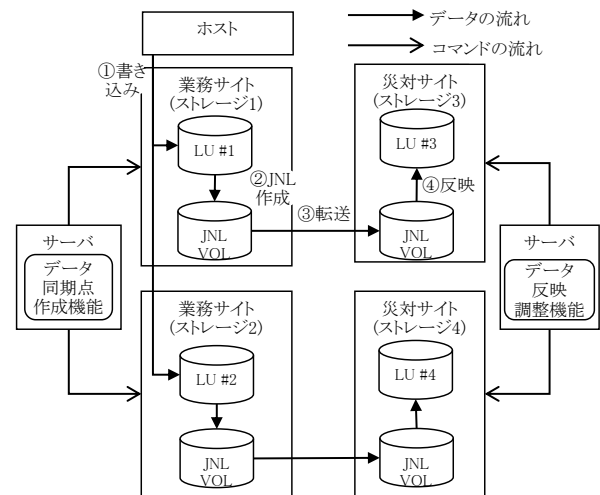 ホスト
データの流れ
コマンドの流れ
①書き
込み
業務サイト
(ストレージ1)
LU #1
②JNL
作成
JNL
VOL
③転送
災対サイト
(ストレージ3)
LU #3
④反映
JNL
VOL
サーバ
データ
同期点
作成機能
サーバ
データ
反映
調整機能
業務サイト
(ストレージ2)
LU #2
JNL
VOL
災対サイト
(ストレージ4)
LU #4
JNL
VOL